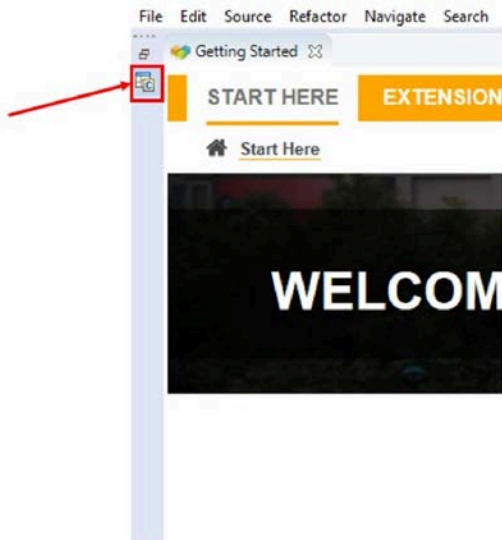 File Edit Source Refactor Navigate Search
Getting Started
START HERE EXTENSION
Start Here
WELCOM